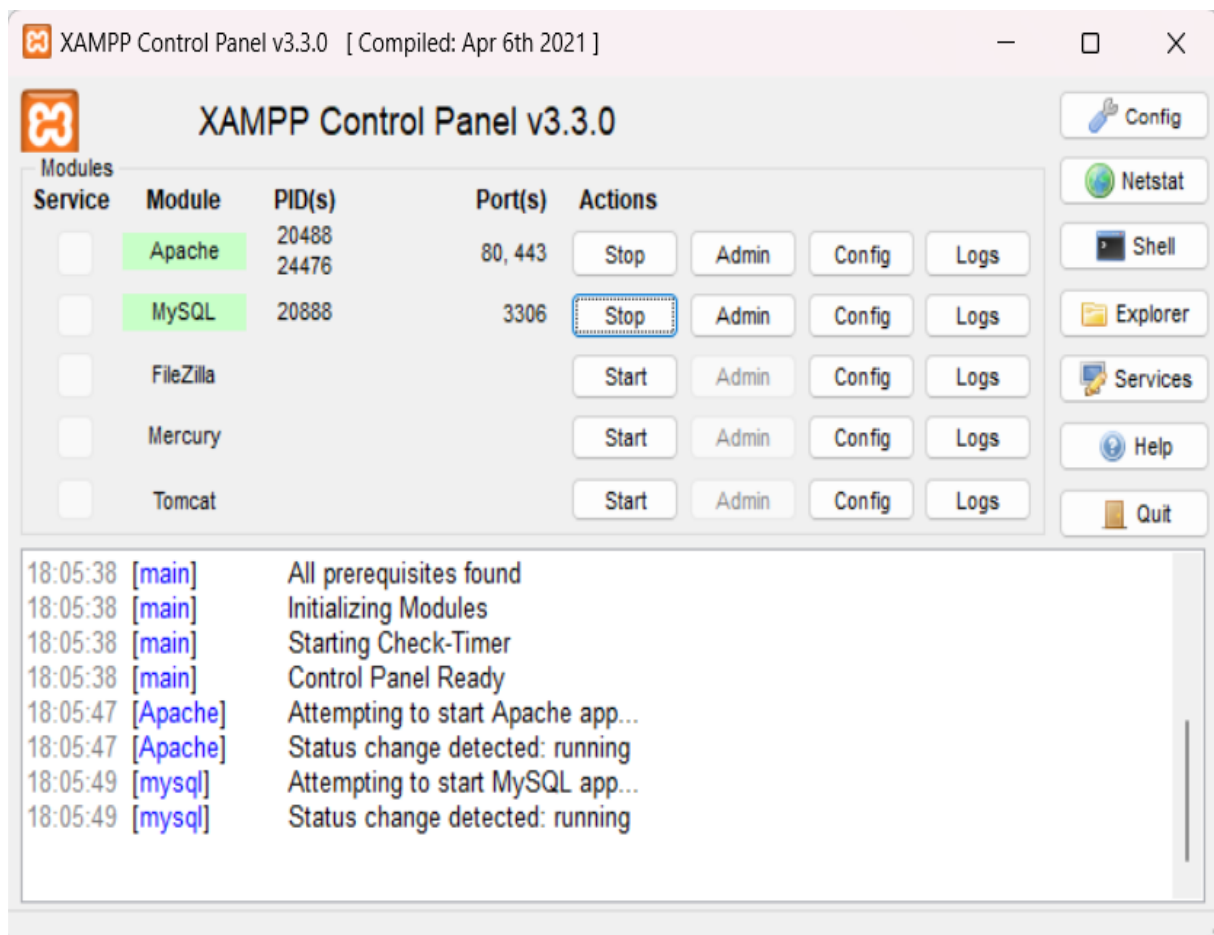 XAMPP Control Panel v3.3.0 [ Compiled: Apr 6th 2021 ]
XAMPP Control Panel v3.3.0
Config
Modules
Service Module PID(s) Port(s) Actions
Netstat
Apache 20488 24476 80, 443 Stop Admin Config Logs
Shell
MySQL 20888 3306 Stop Admin Config Logs
Explorer
FileZilla Start Admin Config Logs
Services
Mercury Start Admin Config Logs
Help
Tomcat Start Admin Config Logs
Quit
18:05:38 [main] All prerequisites found
18:05:38 [main] Initializing Modules
18:05:38 [main] Starting Check-Timer
18:05:38 [main] Control Panel Ready
18:05:47 [Apache] Attempting to start Apache app...
18:05:47 [Apache] Status change detected: running
18:05:49 [mysql] Attempting to start MySQL app...
18:05:49 [mysql] Status change detected: running